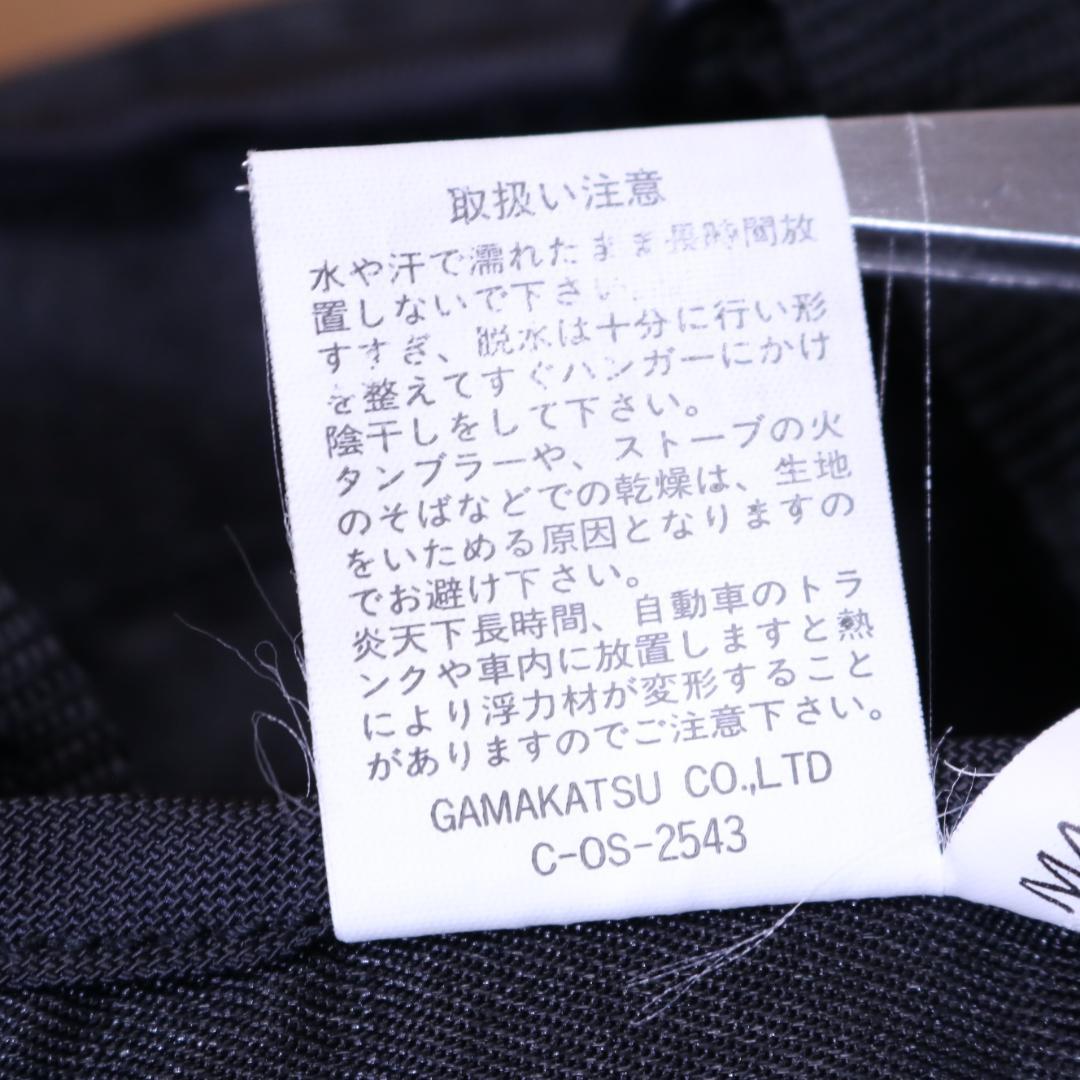 取扱い注意
水や汗で濡れたまま長時間放
置しないで下さい。
すすぎ、脱水は十分に行い形
を整えてすぐハンガーにかけ
陰干しをして下さい。
タンブラーや、ストーブの火
のそばなどでの乾燥は、生地
をいためる原因となりますの
でお避け下さい。
炎天下長時間、自動車のトラ
ンクや車内に放置しますと熱
により浮力材が変形すること
がありますのでご注意下さい。
GAMAKATSU CO.,LTD
C-OS-2543